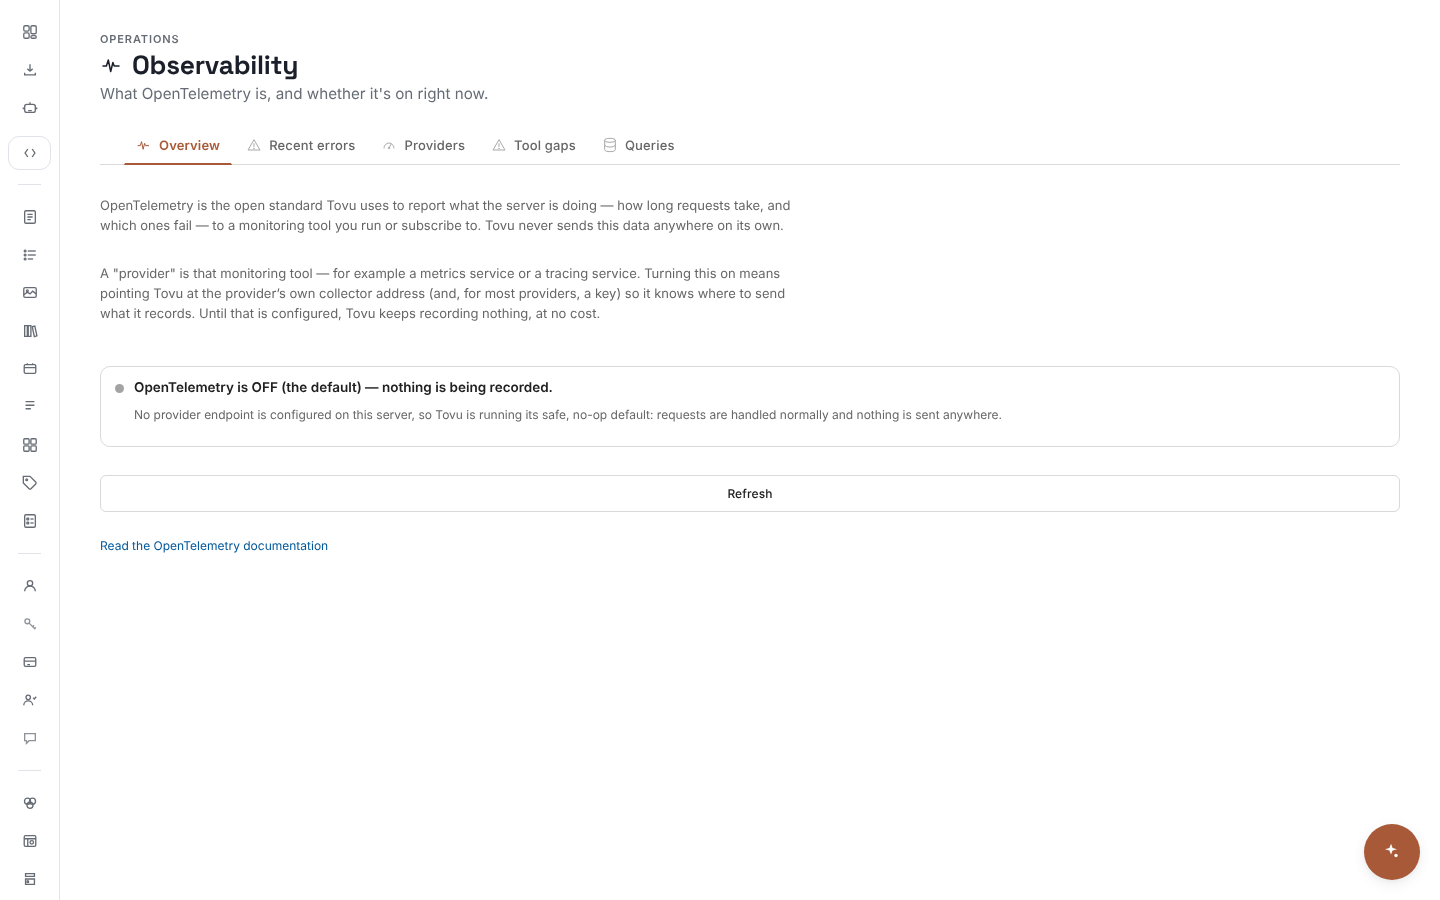 OPERATIONS
Observability
What OpenTelemetry is, and whether it's on right now.
Overview
Recent errors
Providers
Tool gaps
Queries
OpenTelemetry is the open standard Tovu uses to report what the server is doing — how long requests take, and
which ones fail — to a monitoring tool you run or subscribe to. Tovu never sends this data anywhere on its own.
A "provider" is that monitoring tool — for example a metrics service or a tracing service. Turning this on means
pointing Tovu at the provider’s own collector address (and, for most providers, a key) so it knows where to send
what it records. Until that is configured, Tovu keeps recording nothing, at no cost.
OpenTelemetry is OFF (the default) — nothing is being recorded.
No provider endpoint is configured on this server, so Tovu is running its safe, no-op default: requests are handled normally and nothing is sent anywhere.
Refresh
Read the OpenTelemetry documentation